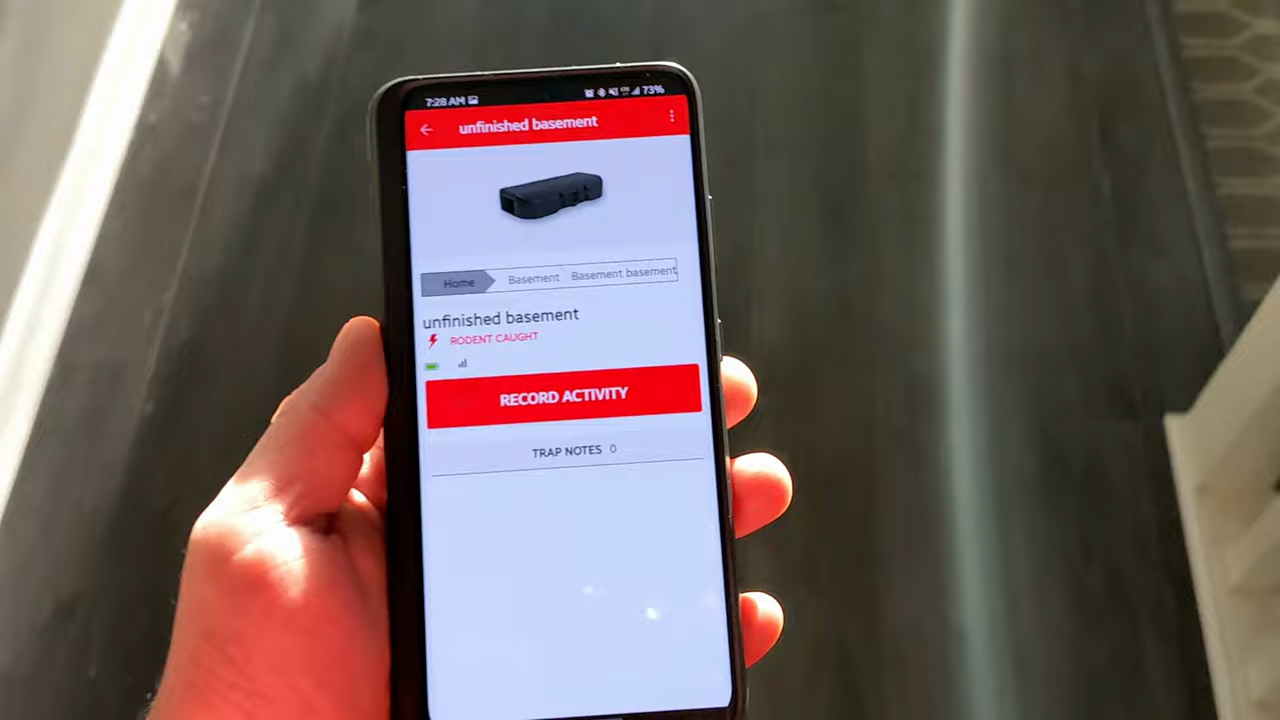 7:28 AM 73%
unfinished basement
Home Basement Basement basement
unfinished basement
RODENT CAUGHT
RECORD ACTIVITY
TRAP NOTES 0